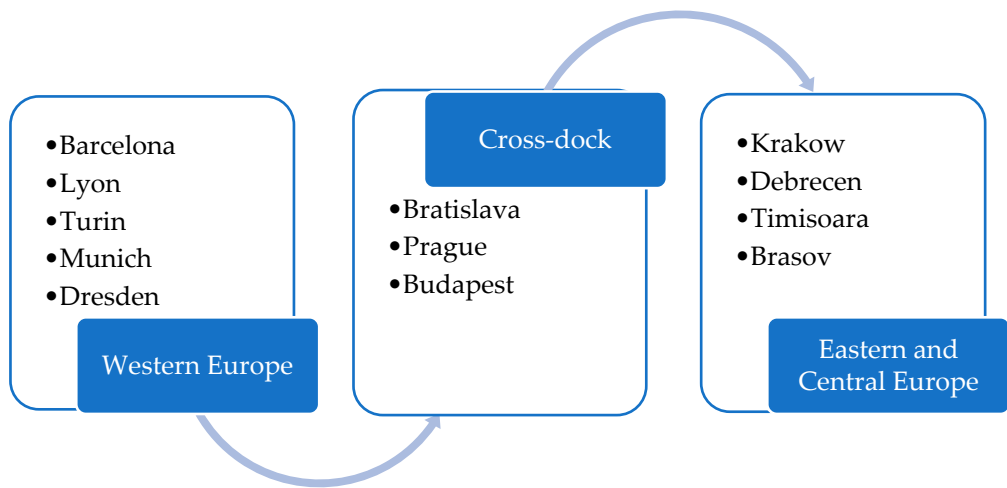 •Barcelona
•Lyon
•Turin
•Munich
•Dresden
Western Europe
Cross-dock
•Bratislava
•Prague
•Budapest
•Krakow
•Debrecen
•Timisoara
•Brasov
Eastern and
Central Europe